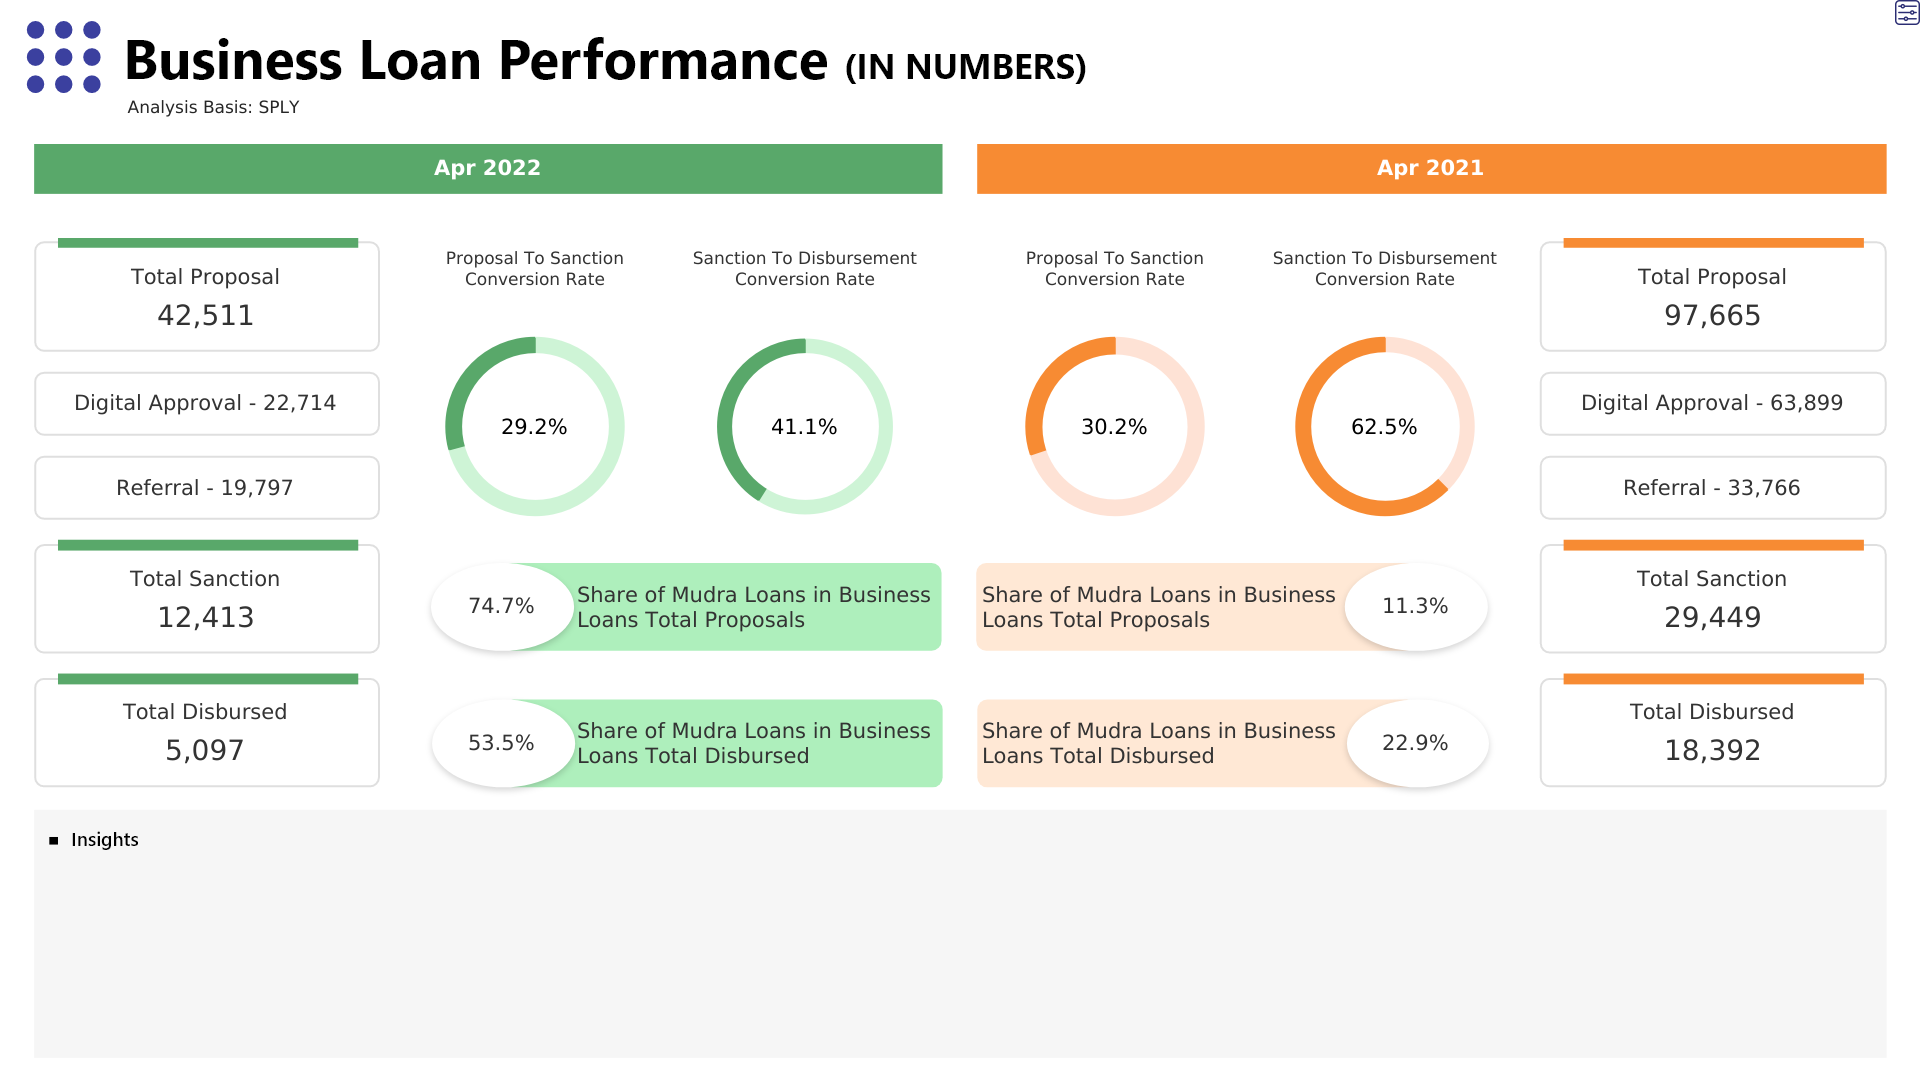 Business Loan Performance (IN NUMBERS)
Analysis Basis: SPLY
Apr 2022
Total Proposal
42,511
Digital Approval - 22,714
Referral - 19,797
Total Sanction
12,413
Total Disbursed
5,097
Proposal To Sanction
Conversion Rate
29.2%
Sanction To Disbursement
Conversion Rate
41.1%
74.7%
Share of Mudra Loans in Business
Loans Total Proposals
53.5%
Share of Mudra Loans in Business
Loans Total Disbursed
Apr 2021
Proposal To Sanction
Conversion Rate
30.2%
Sanction To Disbursement
Conversion Rate
62.5%
Share of Mudra Loans in Business
Loans Total Proposals
11.3%
Share of Mudra Loans in Business
Loans Total Disbursed
22.9%
Total Proposal
97,665
Digital Approval - 63,899
Referral - 33,766
Total Sanction
29,449
Total Disbursed
18,392
Insights